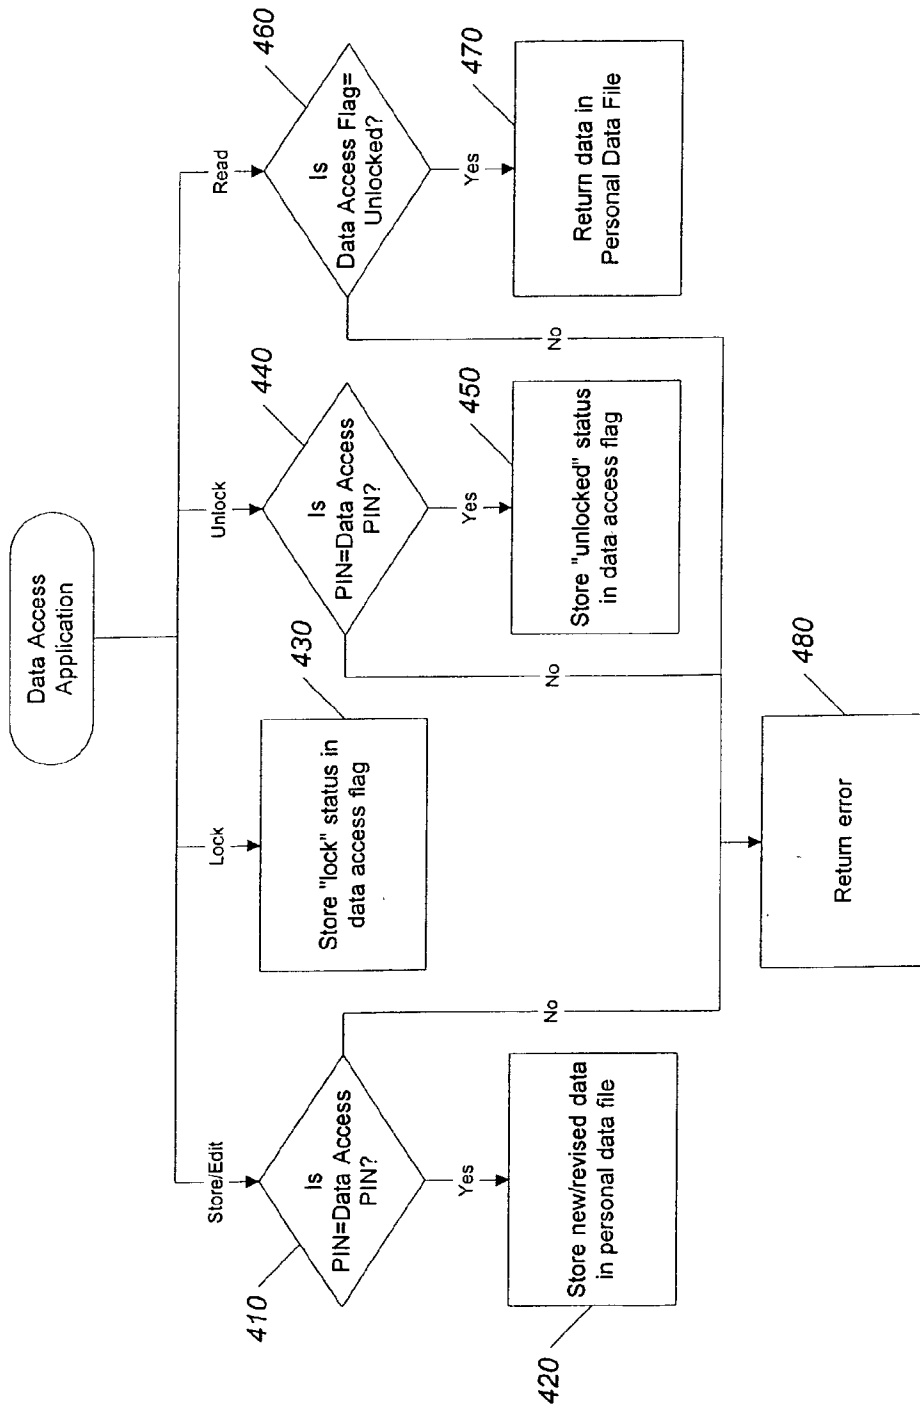 Data Access
Application
Store/Edit
Lock
Unlock
Read
410
Is
PIN=Data Access
PIN?
430
Store "lock" status in
data access flag
440
Is
PIN=Data Access
PIN?
460
Is
Data Access Flag=
Unlocked?
Yes
No
Yes
No
Yes
No
420
Store new/revised data
in personal data file
450
Store "unlocked" status
in data access flag
470
Return data in
Personal Data File
480
Return error